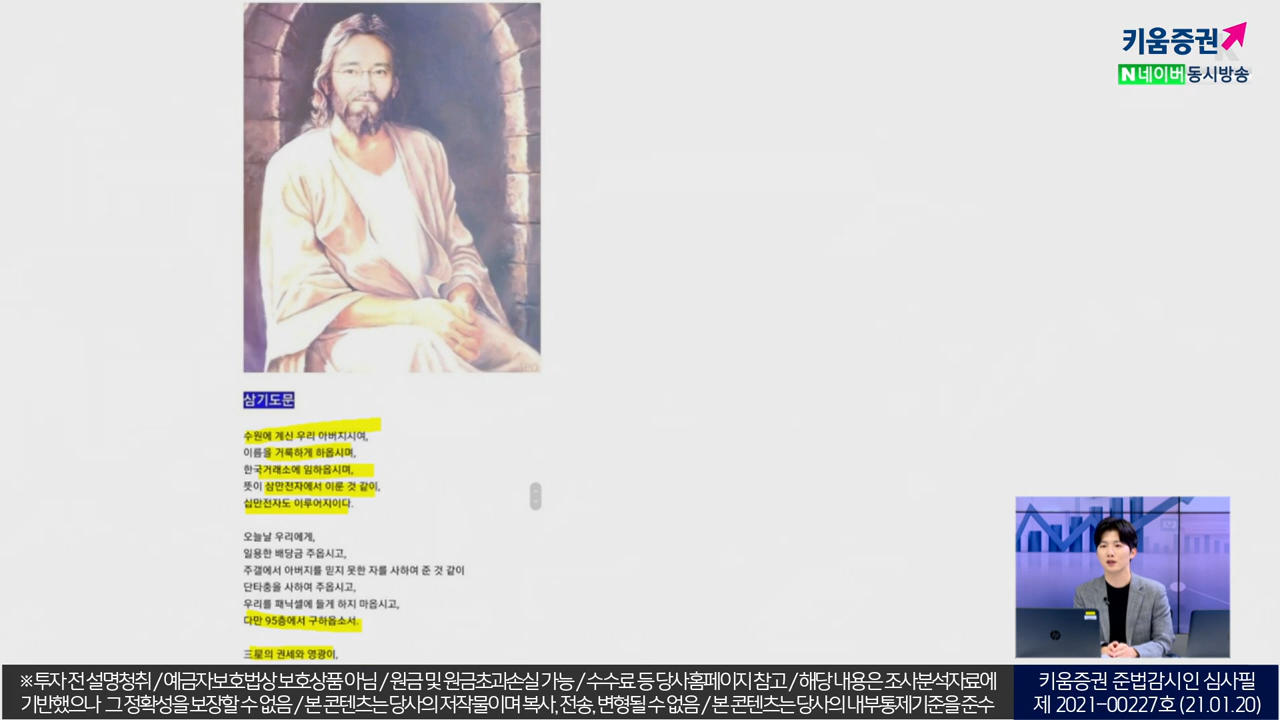 키움증권
N 네이버 동시방송
삼기도문
수원에 계신 우리 아버지시여,
이름을 거룩하게 하옵시며,
한국거래소에 임하옵시며,
뜻이 삼만전자에서 이룬 것 같이,
십만전자도 이루어지이다.
오늘날 우리에게,
일용한 배당금 주옵시고,
주갤에서 아버지를 믿지 못한 자를 사하여 준 것 같이
단타충을 사하여 주옵시고,
우리를 패닉셀에 들게 하지 마옵시고,
다만 95층에서 구하옵소서.
三星의 권세와 영광이,
※투자 전 설명청취 / 예금자보호법상 보호상품 아님 / 원금 및 원금초과손실 가능 / 수수료 등 당사홈페이지 참고 / 해당 내용은 조사분석자료에
기반했으나 그 정확성을 보장할 수 없음 / 본 콘텐츠는 당사의 저작물이며 복사, 전송, 변형될 수 없음 / 본 콘텐츠는 당사의 내부통제기준을 준수
키움증권 준법감시인 심사필
제 2021-00227호 (21.01.20)